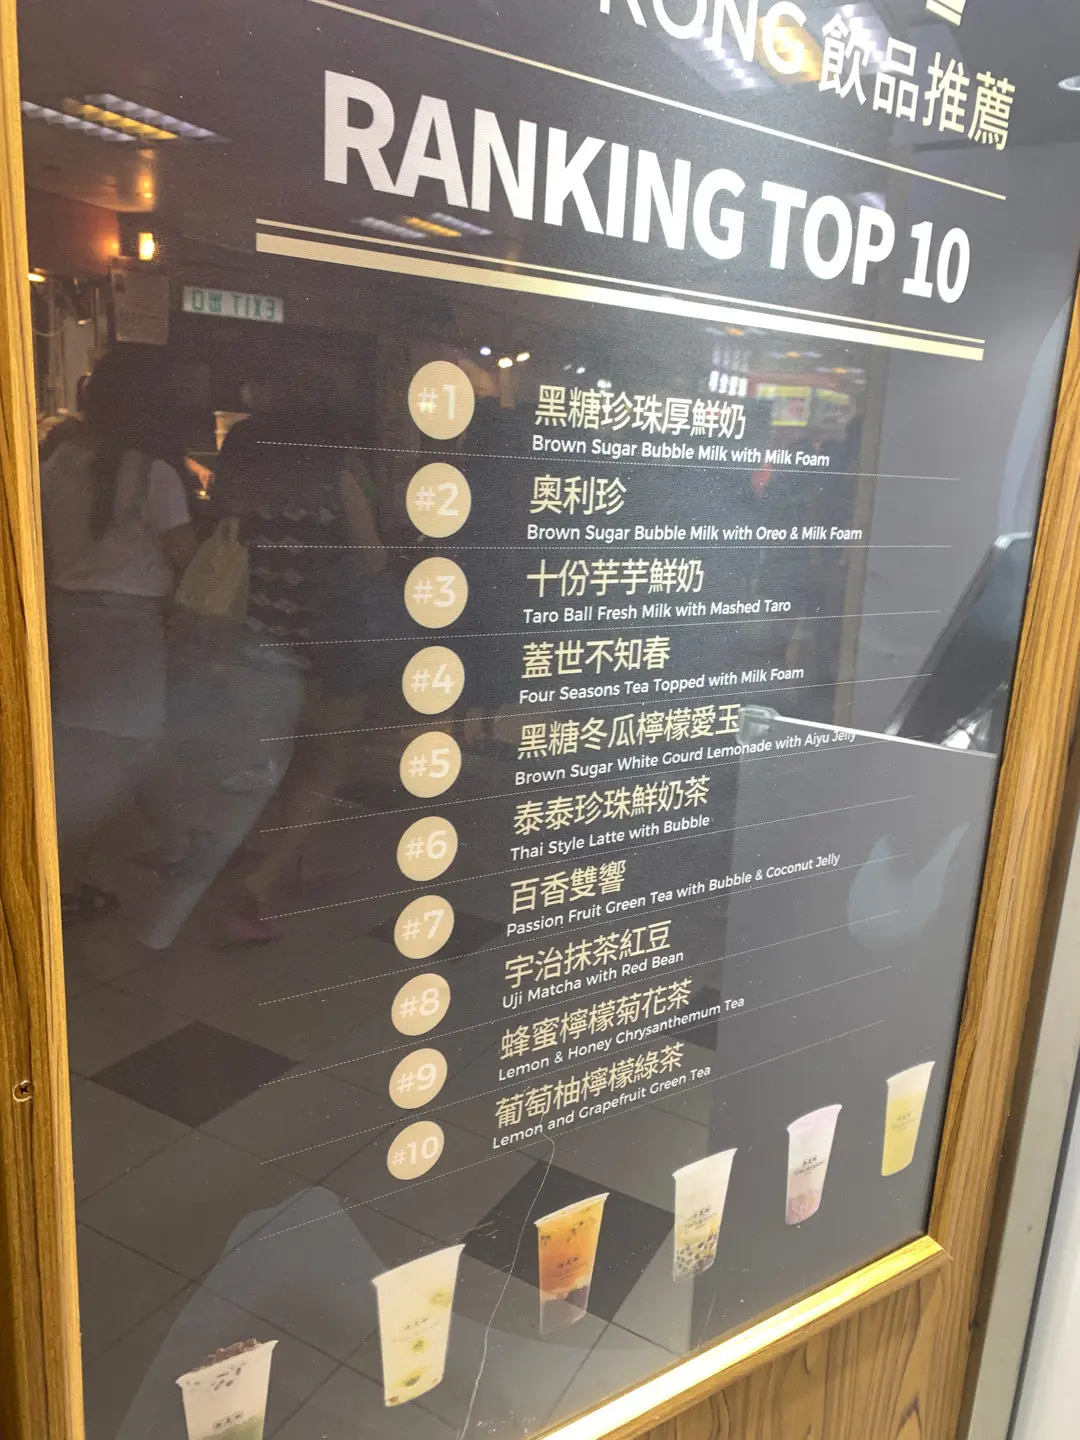 飲品推薦
RANKING TOP 10
#1
黑糖珍珠厚鮮奶
Brown Sugar Bubble Milk with Milk Foam
#2
奧利珍
Brown Sugar Bubble Milk with Oreo & Milk Foam
#3
十份芋芋鮮奶
Taro Ball Fresh Milk with Mashed Taro
#4
蓋世不知春
Four Seasons Tea Topped with Milk Foam
#5
黑糖冬瓜檸檬愛玉
Brown Sugar White Gourd Lemonade with Aiyu Jelly
#6
泰泰珍珠鮮奶茶
Thai Style Latte with Bubble
#7
百香雙響
Passion Fruit Green Tea with Bubble & Coconut Jelly
#8
宇治抹茶紅豆
Uji Matcha with Red Bean
#9
蜂蜜檸檬菊花茶
Lemon & Honey Chrysanthemum Tea
#10
葡萄柚檸檬綠茶
Lemon and Grapefruit Green Tea
EXIT 出口